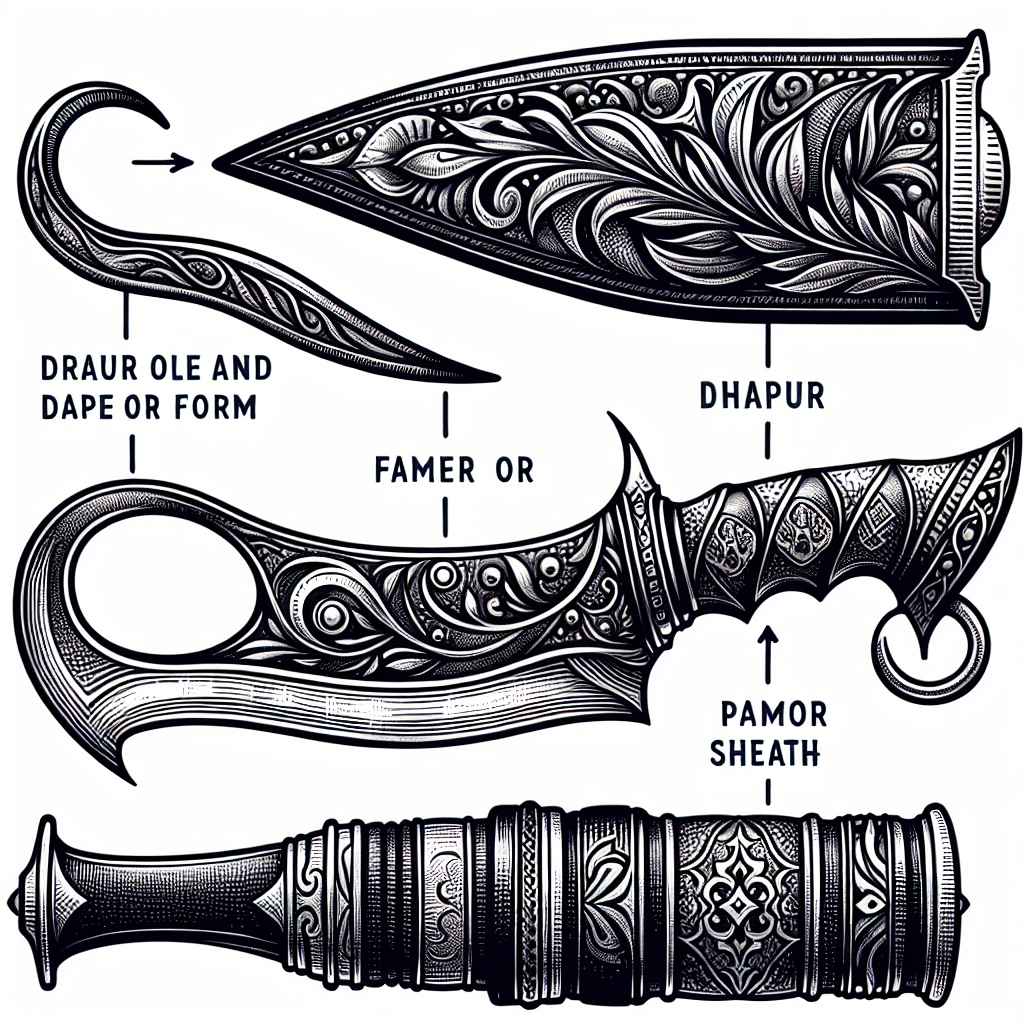 DRAUR OLE AND
DAPE OR FORM
DHAPUR
FAMER OR
PAMOR
SHEATH